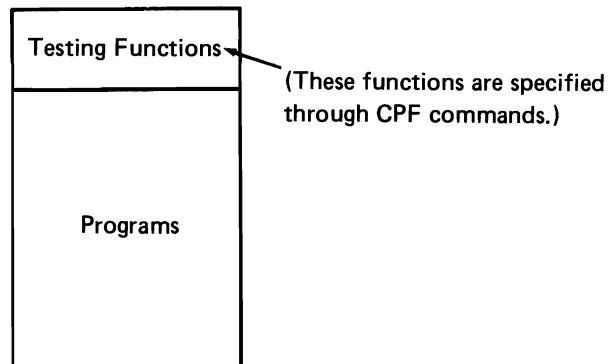 Testing Functions
(These functions are specified
through CPF commands.)
Programs